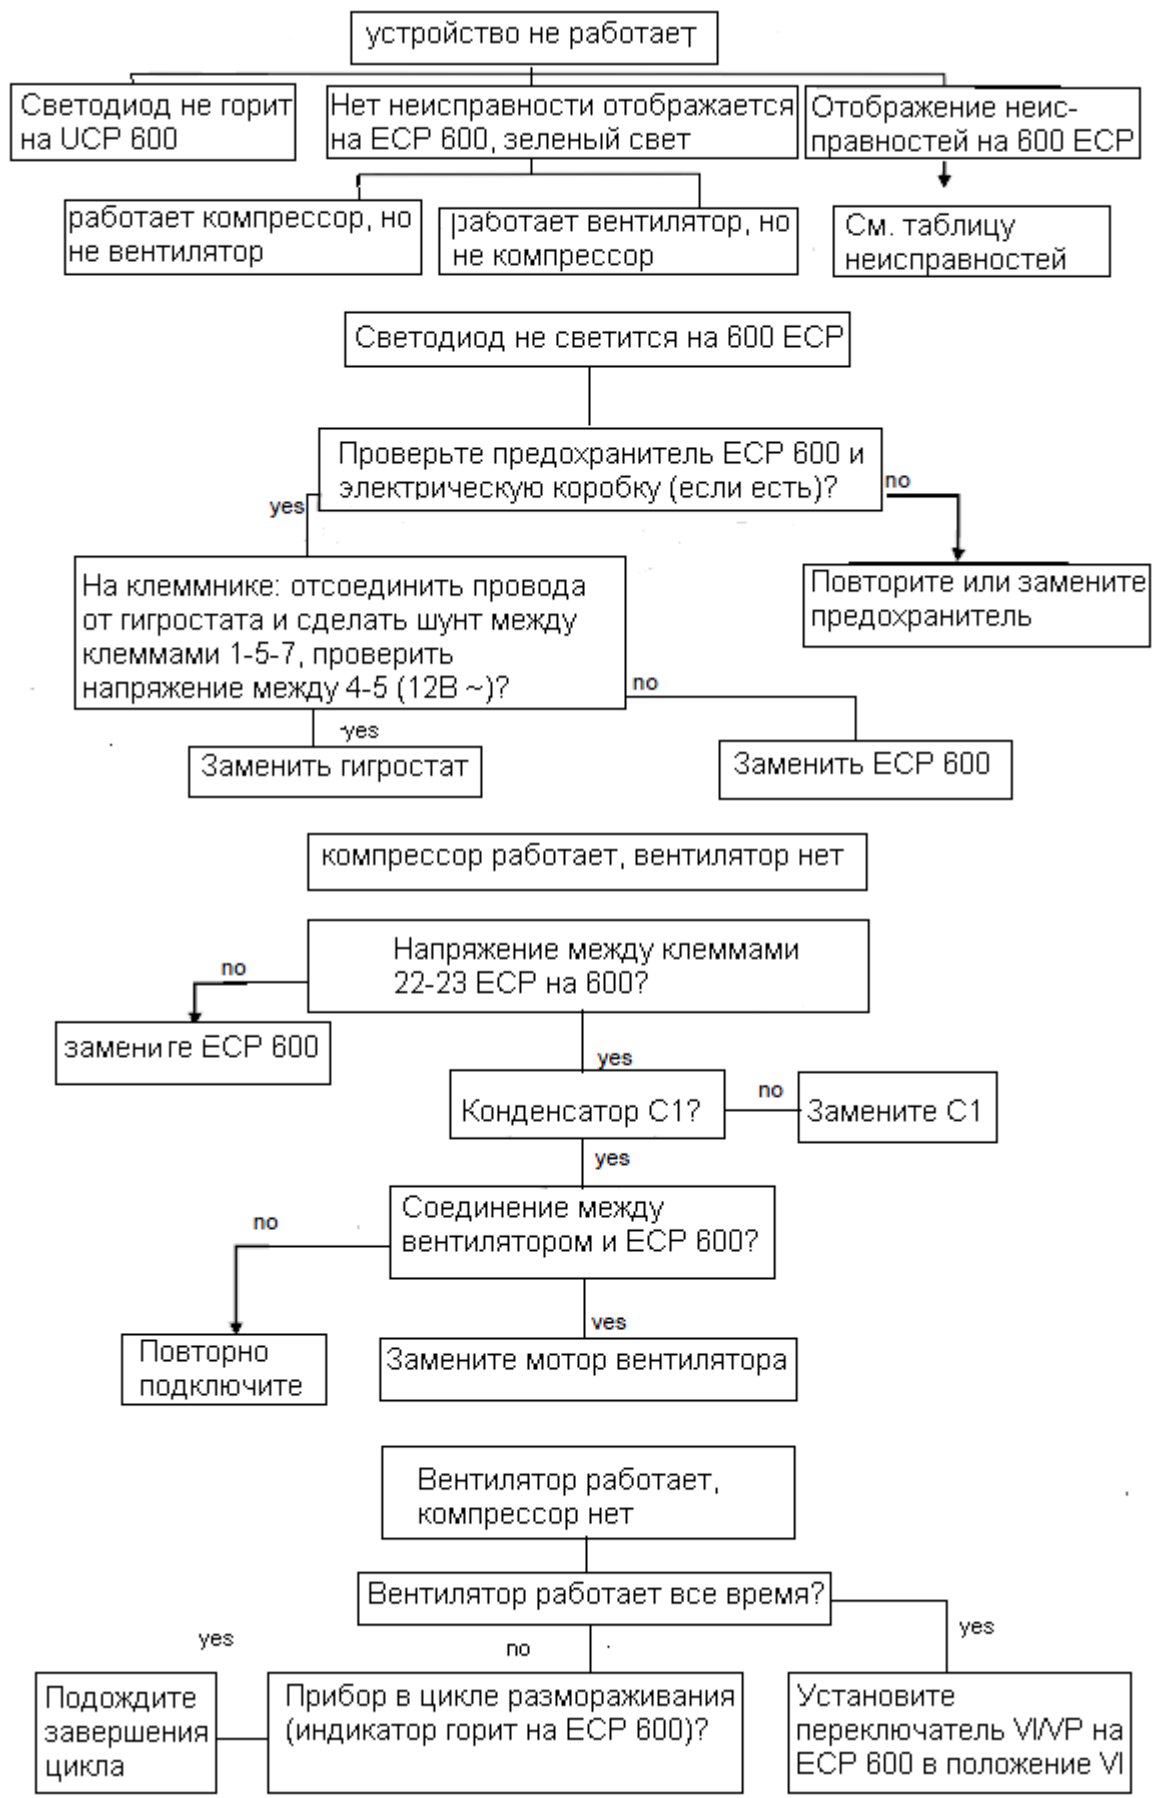 устройство не работает
Светодиод не горит
на UCP 600
Нет неисправности отображается
на ECP 600, зеленый свет
Отображение неис-
правностей на 600 ECP
работает компрессор, но
не вентилятор
работает вентилятор, но
не компрессор
См. таблицу
неисправностей
Светодиод не светится на 600 ECP
Проверьте предохранитель ECP 600 и
электрическую коробку (если есть)?
yes
no
На клеммнике: отсоединить провода
от гигростата и сделать шунт между
клеммами 1-5-7, проверить
напряжение между 4-5 (12В ~)?
Повторите или замените
предохранитель
yes
no
Заменить гигростат
Заменить ECP 600
компрессор работает, вентилятор нет
Напряжение между клеммами
22-23 ECP на 600?
no
замените ECP 600
yes
Конденсатор C1?
no
Замените C1
yes
Соединение между
вентилятором и ECP 600?
no
yes
Повторно
подключите
Замените мотор вентилятора
Вентилятор работает,
компрессор нет
Вентилятор работает все время?
yes
no
yes
Подождите
завершения
цикла
Прибор в цикле размораживания
(индикатор горит на ECP 600)?
Установите
переключатель VI/VP на
ECP 600 в положение VI